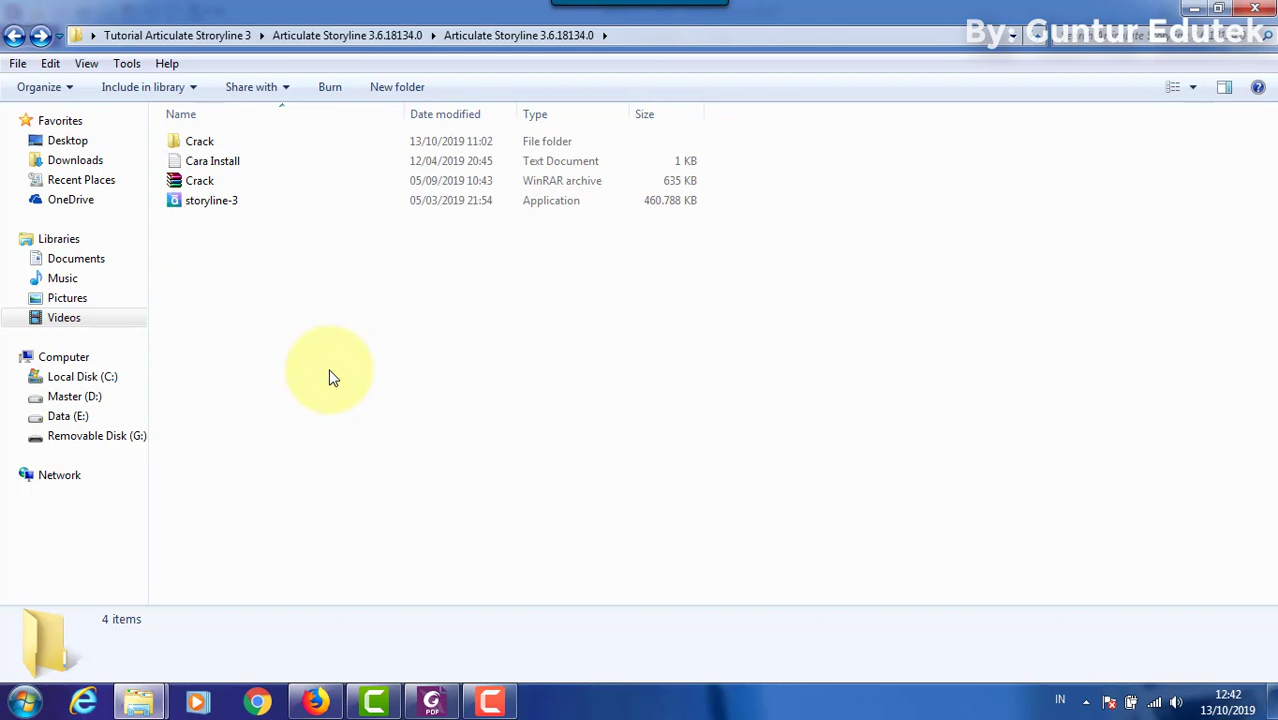 By: Guntur Edutek
Tutorial Articulate Stroryline 3 Articulate Storyline 3.6.18134.0 Articulate Storyline 3.6.18134.0
File Edit View Tools Help
Organize Include in library Share with Burn New folder
Name Date modified Type Size
Favorites
Desktop
Downloads
Recent Places
OneDrive
Libraries
Documents
Music
Pictures
Videos
Computer
Local Disk (C:)
Master (D:)
Data (E:)
Removable Disk (G:)
Network
Crack 13/10/2019 11:02 File folder
Cara Install 12/04/2019 20:45 Text Document 1 KB
Crack 05/09/2019 10:43 WinRAR archive 635 KB
storyline-3 05/03/2019 21:54 Application 460.788 KB
4 items
PDF
IN
12:42
13/10/2019